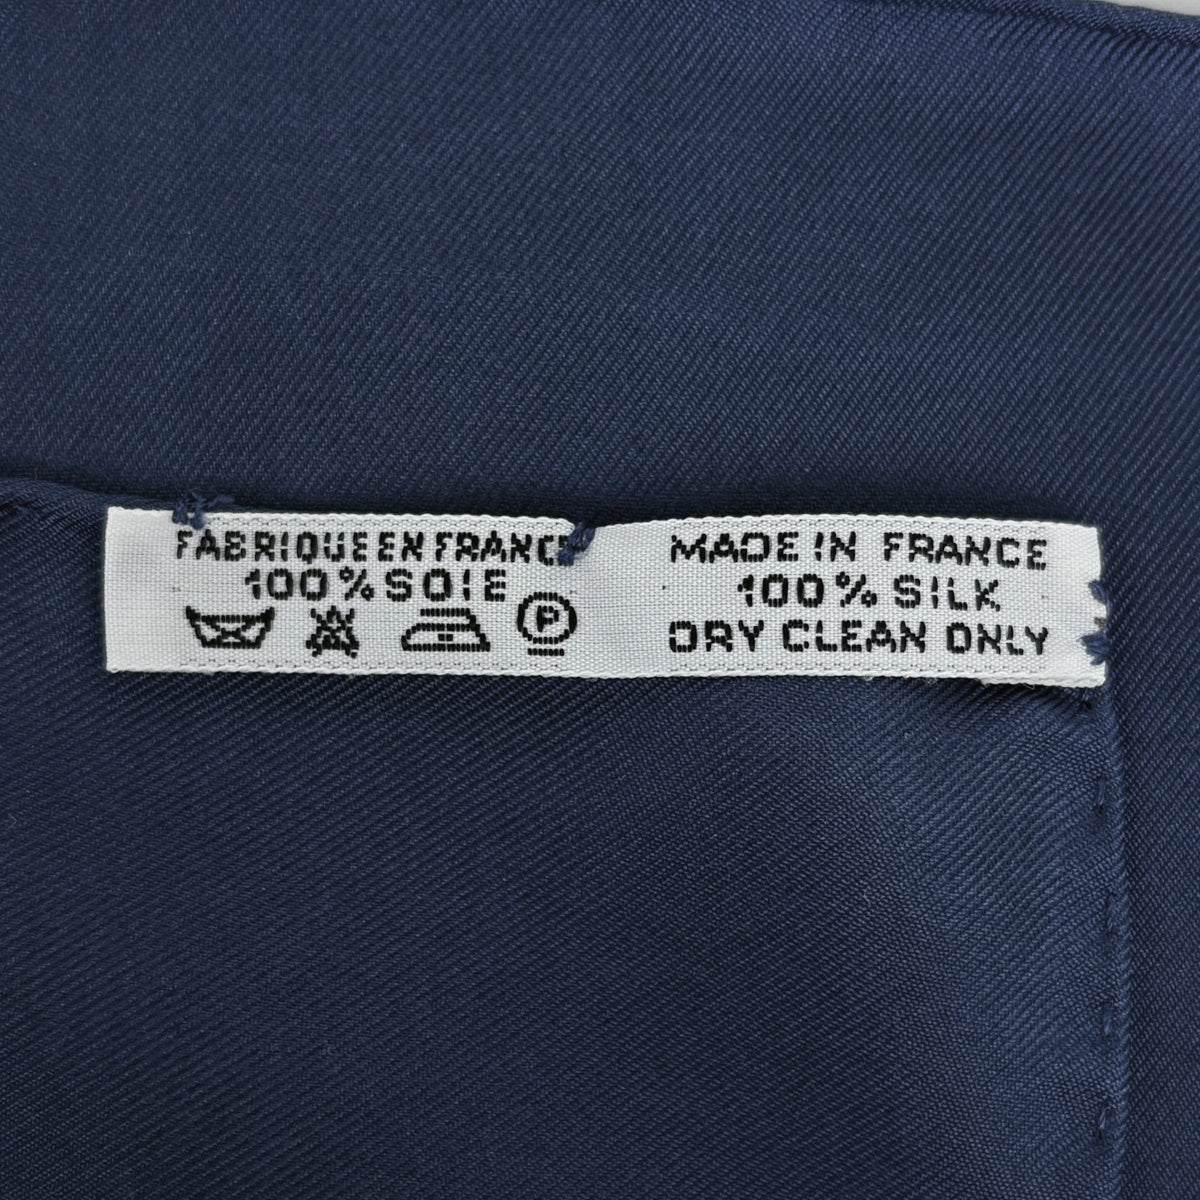 FABRIQUE EN FRANCE
100% SOIE
P
MADE IN FRANCE
100% SILK
DRY CLEAN ONLY